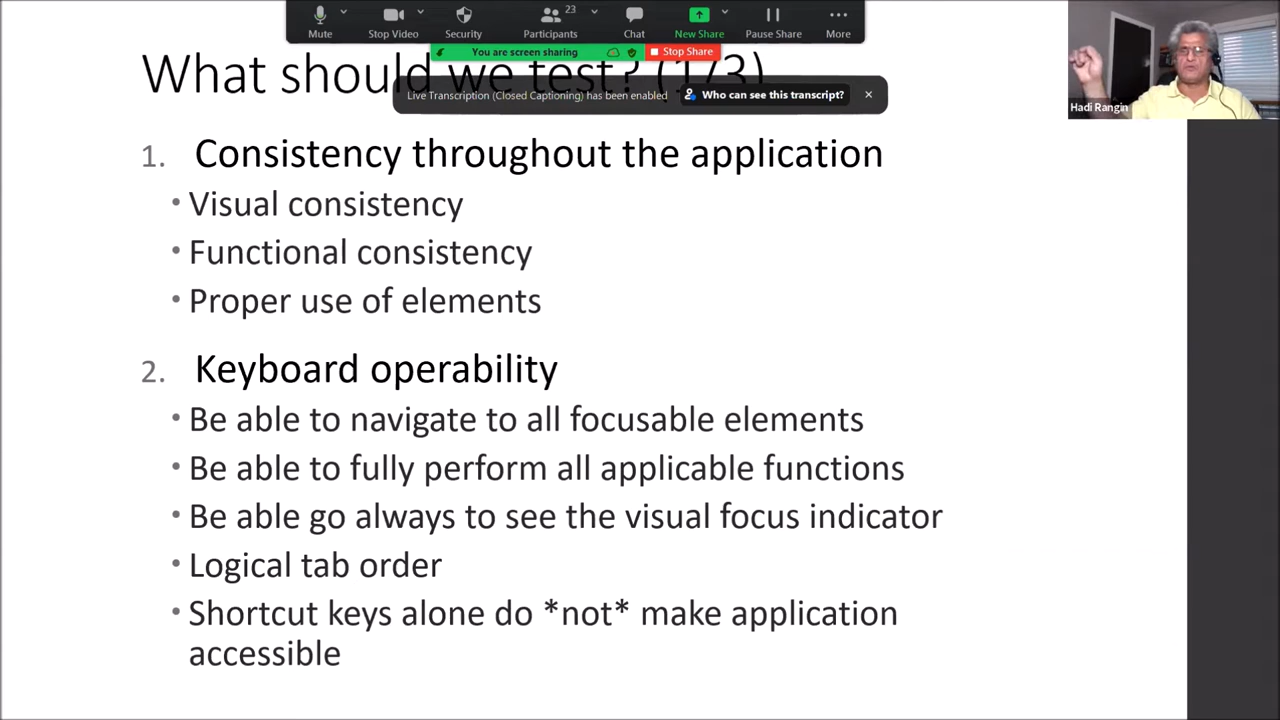 23
Mute
Stop Video
Security
Participants
Chat
New Share
Pause Share
More
You are screen sharing
Stop Share
What should we test? (1/3)
Live Transcription (Closed Captioning) has been enabled
Who can see this transcript?
Hadi Rangin
1. Consistency throughout the application
• Visual consistency
• Functional consistency
• Proper use of elements
2. Keyboard operability
• Be able to navigate to all focusable elements
• Be able to fully perform all applicable functions
• Be able go always to see the visual focus indicator
• Logical tab order
• Shortcut keys alone do *not* make application
accessible